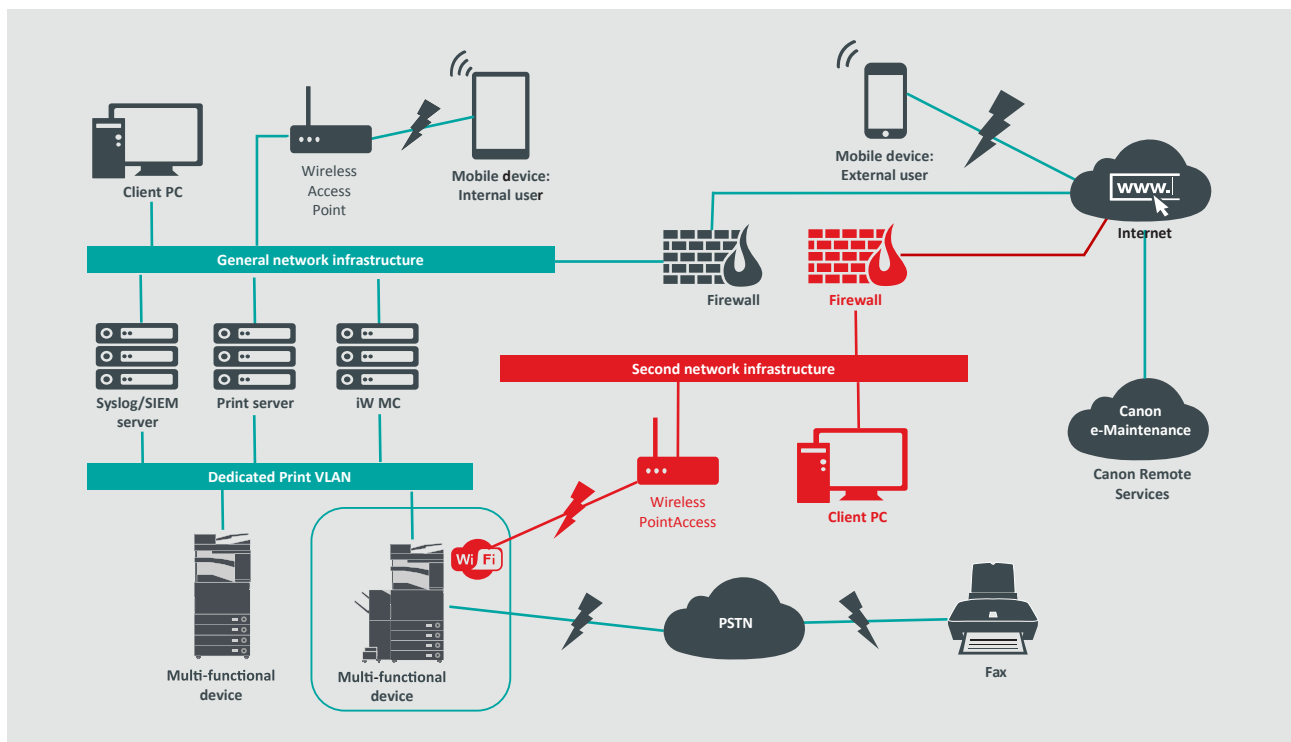 Client PC
Wireless
Access
Point
Mobile device:
Internal user
Mobile device:
External user
www.
Internet
General network infrastructure
Firewall
Firewall
Syslog/SIEM
server
Print server
iW MC
Second network infrastructure
Canon
e-Maintenance
Canon Remote
Services
Dedicated Print VLAN
Wireless
PointAccess
Client PC
Wi Fi
PSTN
Multi-functional
device
Multi-functional
device
Fax